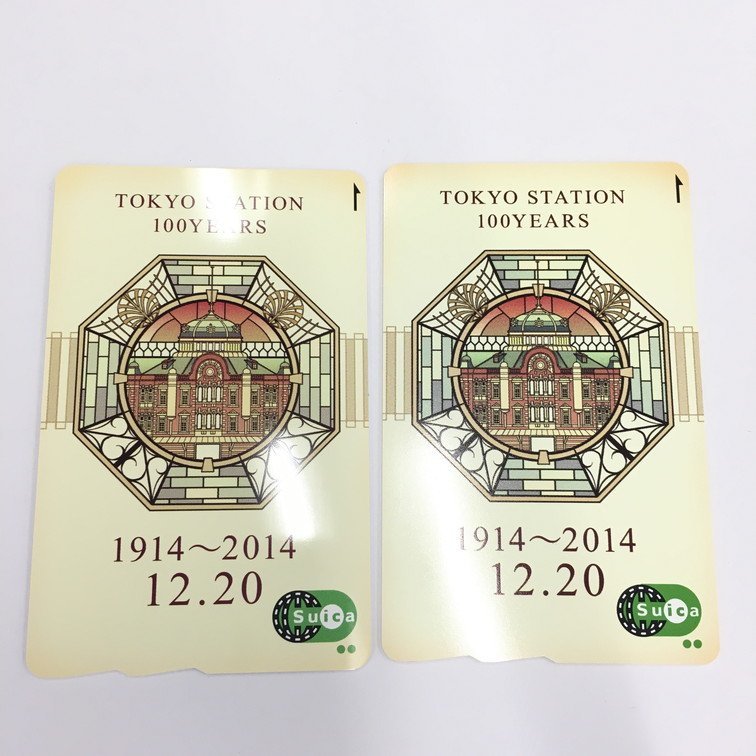 TOKYO STATION
100YEARS
1914～2014
12.20
Suica
TOKYO STATION
100YEARS
1914～2014
12.20
Suica